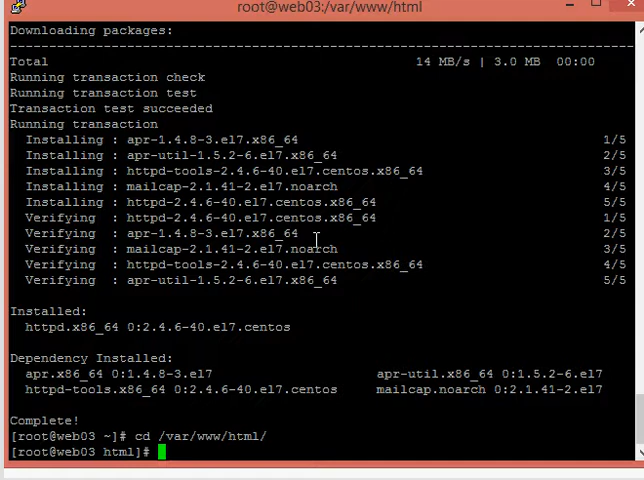 root@web03:/var/www/html
Downloading packages:
--------------------------------------------------------------------------------
Total 14 MB/s | 3.0 MB 00:00
Running transaction check
Running transaction test
Transaction test succeeded
Running transaction
Installing : apr-1.4.8-3.el7.x86_64 1/5
Installing : apr-util-1.5.2-6.el7.x86_64 2/5
Installing : httpd-tools-2.4.6-40.el7.centos.x86_64 3/5
Installing : mailcap-2.1.41-2.el7.noarch 4/5
Installing : httpd-2.4.6-40.el7.centos.x86_64 5/5
Verifying : httpd-2.4.6-40.el7.centos.x86_64 1/5
Verifying : apr-1.4.8-3.el7.x86_64 2/5
Verifying : mailcap-2.1.41-2.el7.noarch 3/5
Verifying : httpd-tools-2.4.6-40.el7.centos.x86_64 4/5
Verifying : apr-util-1.5.2-6.el7.x86_64 5/5
Installed:
httpd.x86_64 0:2.4.6-40.el7.centos
Dependency Installed:
apr.x86_64 0:1.4.8-3.el7 apr-util.x86_64 0:1.5.2-6.el7
httpd-tools.x86_64 0:2.4.6-40.el7.centos mailcap.noarch 0:2.1.41-2.el7
Complete!
[root@web03 ~]# cd /var/www/html/
[root@web03 html]#